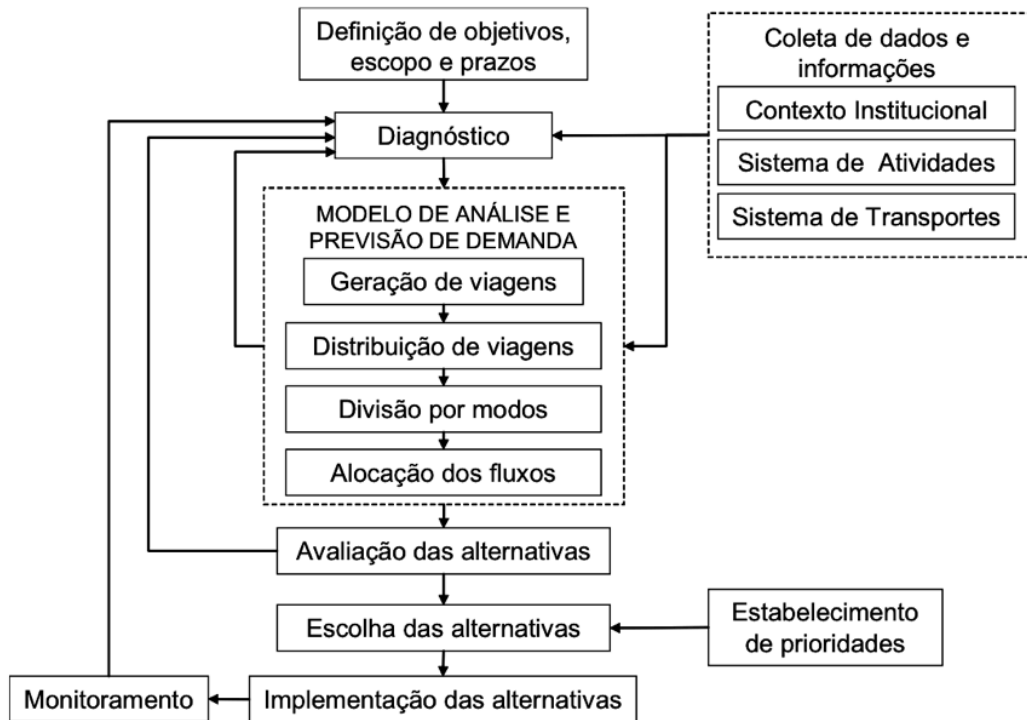 Definição de objetivos,
escopo e prazos
Coleta de dados e
informações
Contexto Institucional
Sistema de Atividades
Sistema de Transportes
Diagnóstico
MODELO DE ANÁLISE E
PREVISÃO DE DEMANDA
Geração de viagens
Distribuição de viagens
Divisão por modos
Alocação dos fluxos
Avaliação das alternativas
Escolha das alternativas
Estabelecimento
de prioridades
Monitoramento
Implementação das alternativas